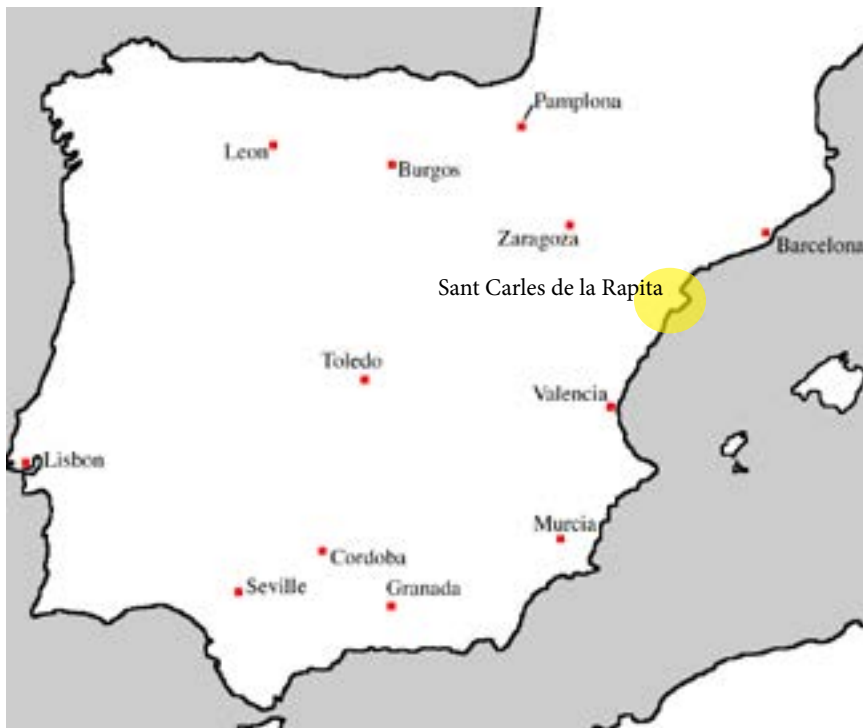 Pamplona
Leon
Burgos
Zaragoza
Barcelona
Sant Carles de la Rapita
Toledo
Valencia
Lisbon
Murcia
Cordoba
Seville
Granada